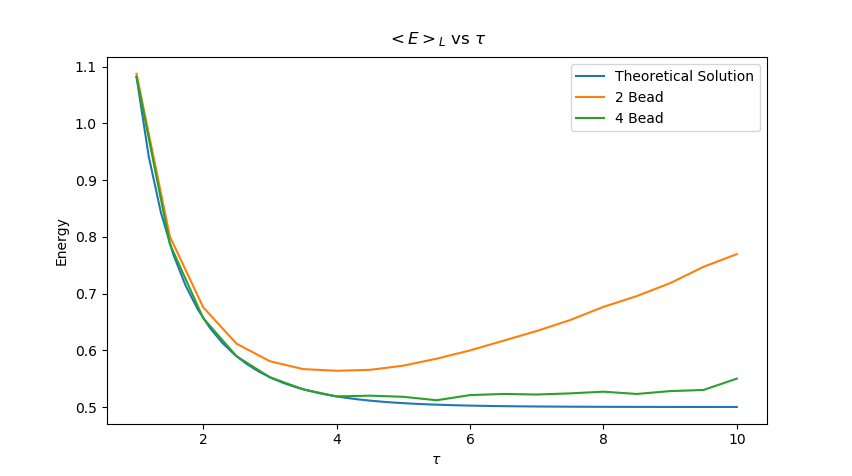 < E >_L vs τ
Energy
1.1
1.0
0.9
0.8
0.7
0.6
0.5
Theoretical Solution
2 Bead
4 Bead
2 4 6 8 10
τ